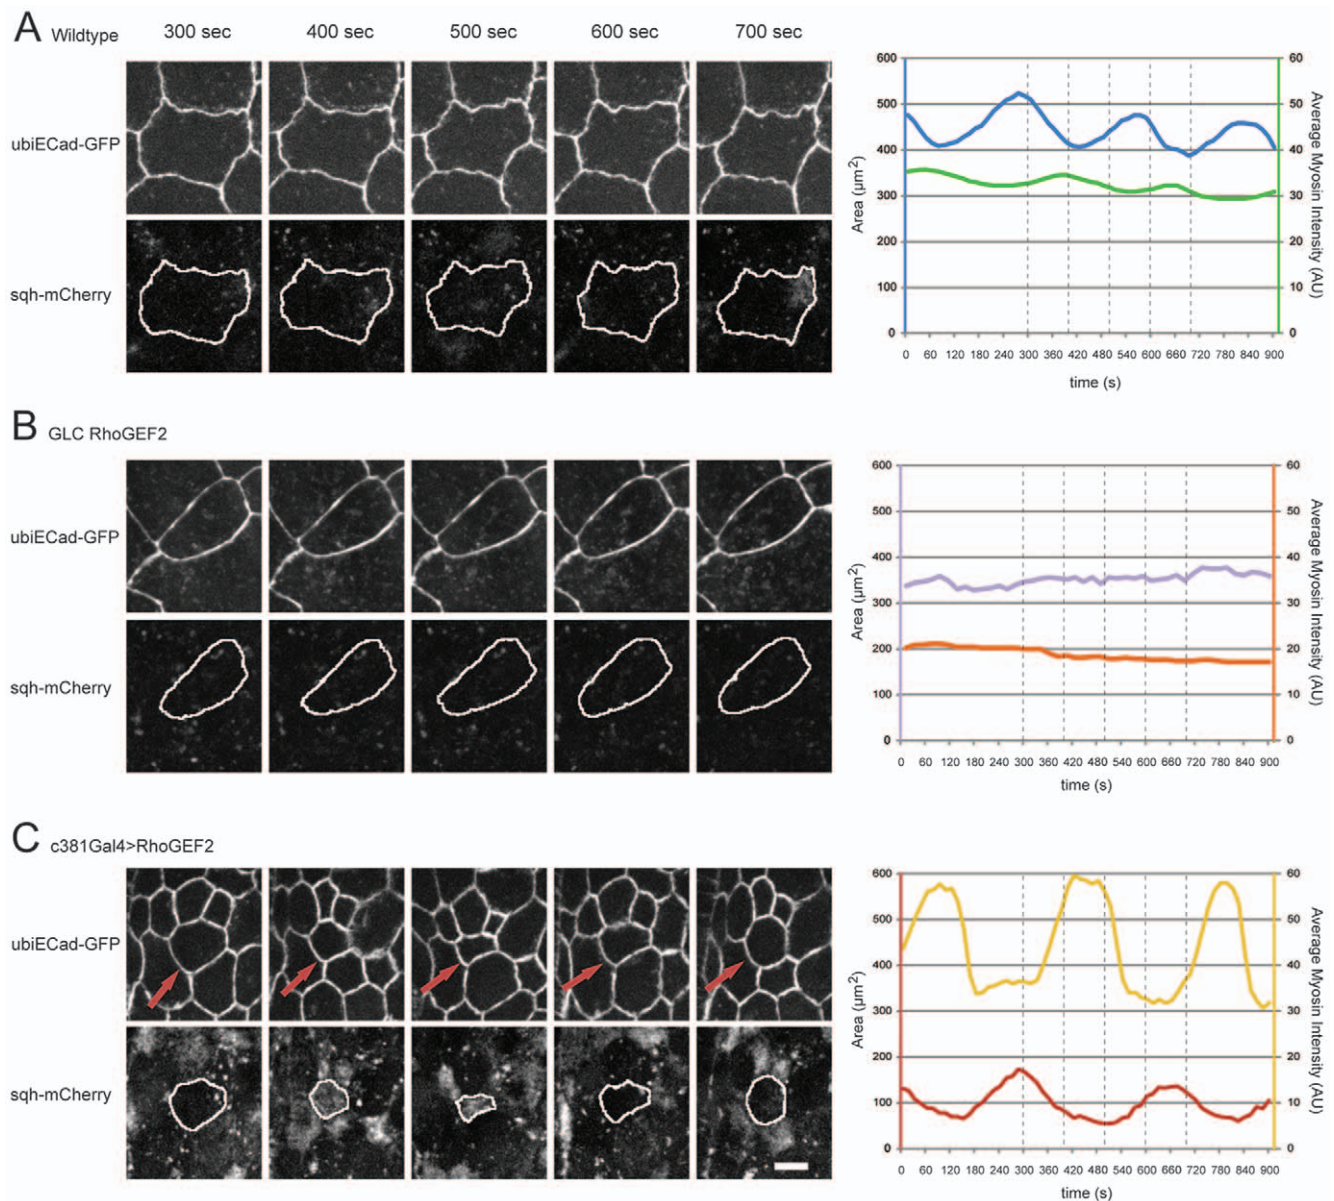 A Wildtype 300 sec 400 sec 500 sec 600 sec 700 sec
ubiECad-GFP
sqh-mCherry
600
500
400
300
200
100
0
Area (µm²)
60
50
40
30
20
10
0
Average Myosin Intensity (AU)
0 60 120 180 240 300 360 420 480 540 600 660 720 780 840 900
time (s)
B GLC RhoGEF2
ubiECad-GFP
sqh-mCherry
600
500
400
300
200
100
0
Area (µm²)
60
50
40
30
20
10
0
Average Myosin Intensity (AU)
0 60 120 180 240 300 360 420 480 540 600 660 720 780 840 900
time (s)
C c381Gal4>RhoGEF2
ubiECad-GFP
sqh-mCherry
600
500
400
300
200
100
0
Area (µm²)
60
50
40
30
20
10
0
Average Myosin Intensity (AU)
0 60 120 180 240 300 360 420 480 540 600 660 720 780 840 900
time (s)